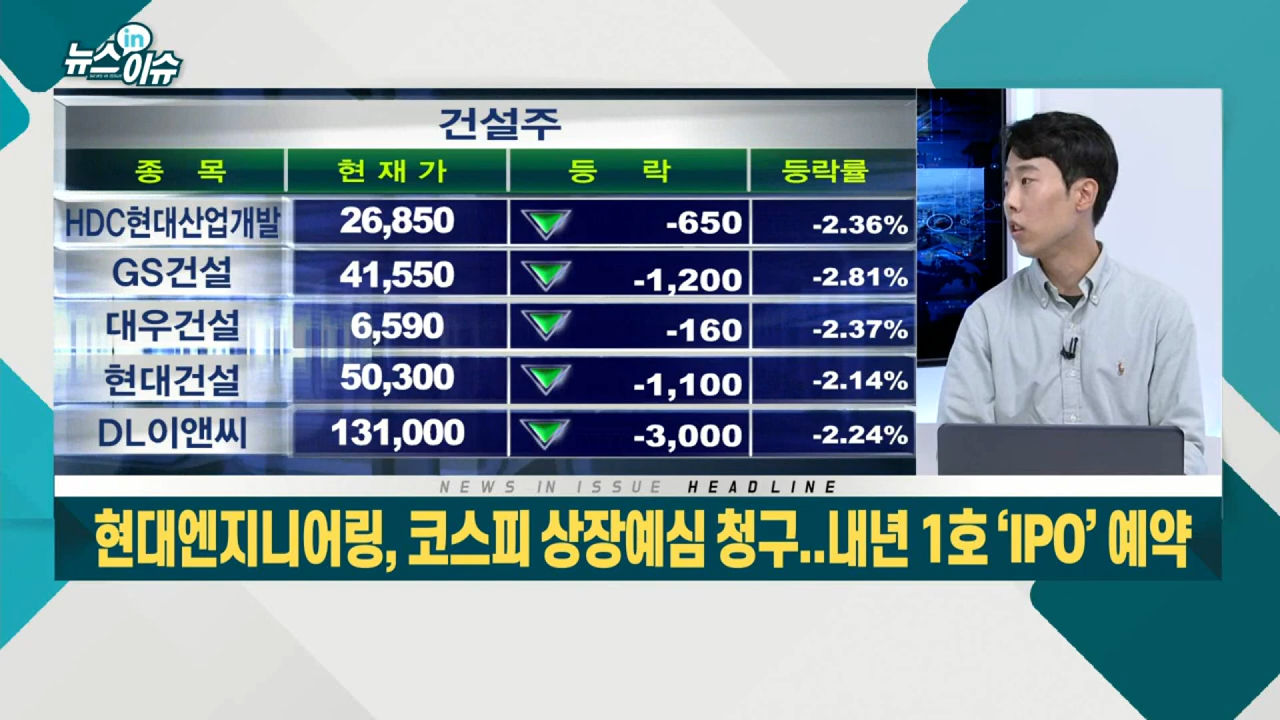 뉴스in이슈
NEWS IN ISSUE
건설주
종 목 현재가 등 락 등락률
HDC현대산업개발 26,850 -650 -2.36%
GS건설 41,550 -1,200 -2.81%
대우건설 6,590 -160 -2.37%
현대건설 50,300 -1,100 -2.14%
DL이앤씨 131,000 -3,000 -2.24%
NEWS IN ISSUE HEADLINE
현대엔지니어링, 코스피 상장예심 청구..내년 1호 ‘IPO’ 예약